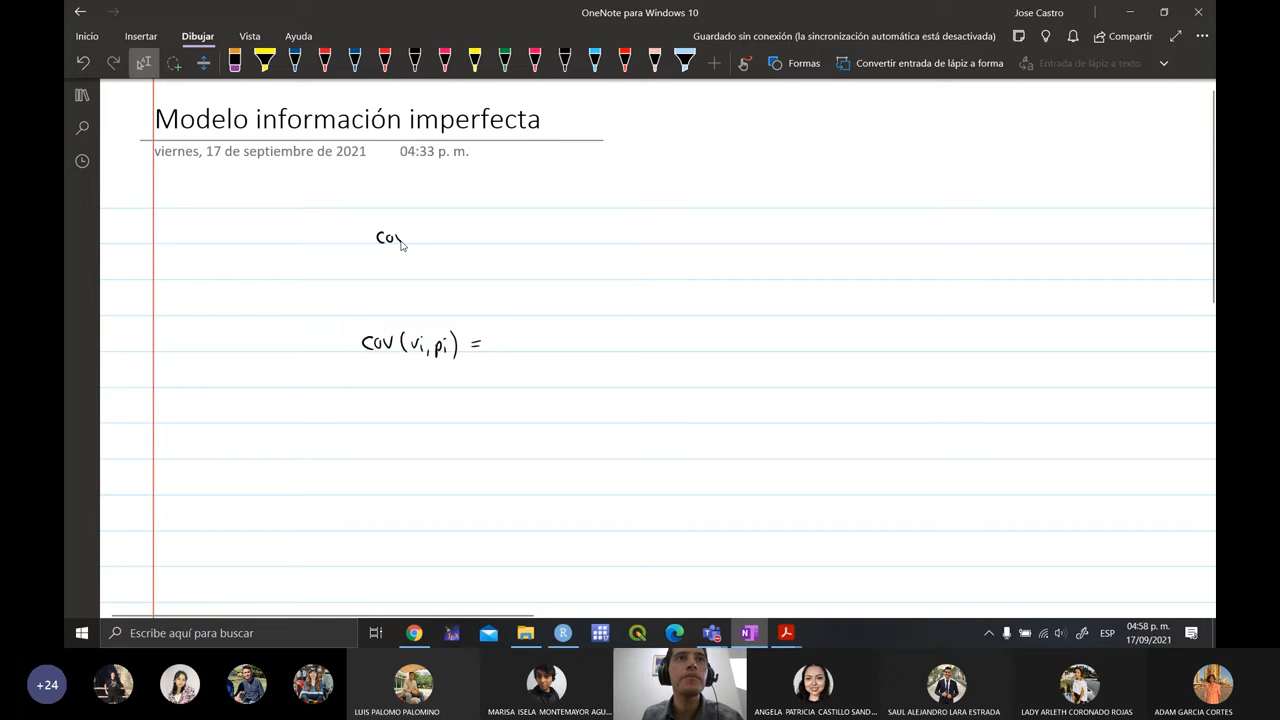 OneNote para Windows 10
Jose Castro
Inicio
Insertar
Dibujar
Vista
Ayuda
Guardado sin conexión (la sincronización automática está desactivada)
Compartir
Formas
Convertir entrada de lápiz a forma
Entrada de lápiz a texto
Modelo información imperfecta
viernes, 17 de septiembre de 2021 04:33 p. m.
cov
cov (vi, pi) =
Escribe aquí para buscar
ESP
04:58 p. m.
17/09/2021
+24
LUIS PALOMO PALOMINO
MARISA ISELA MONTEMAYOR AGU...
ANGELA PATRICIA CASTILLO SAND...
SAUL ALEJANDRO LARA ESTRADA
LADY ARLETH CORONADO ROJAS
ADAM GARCIA CORTES